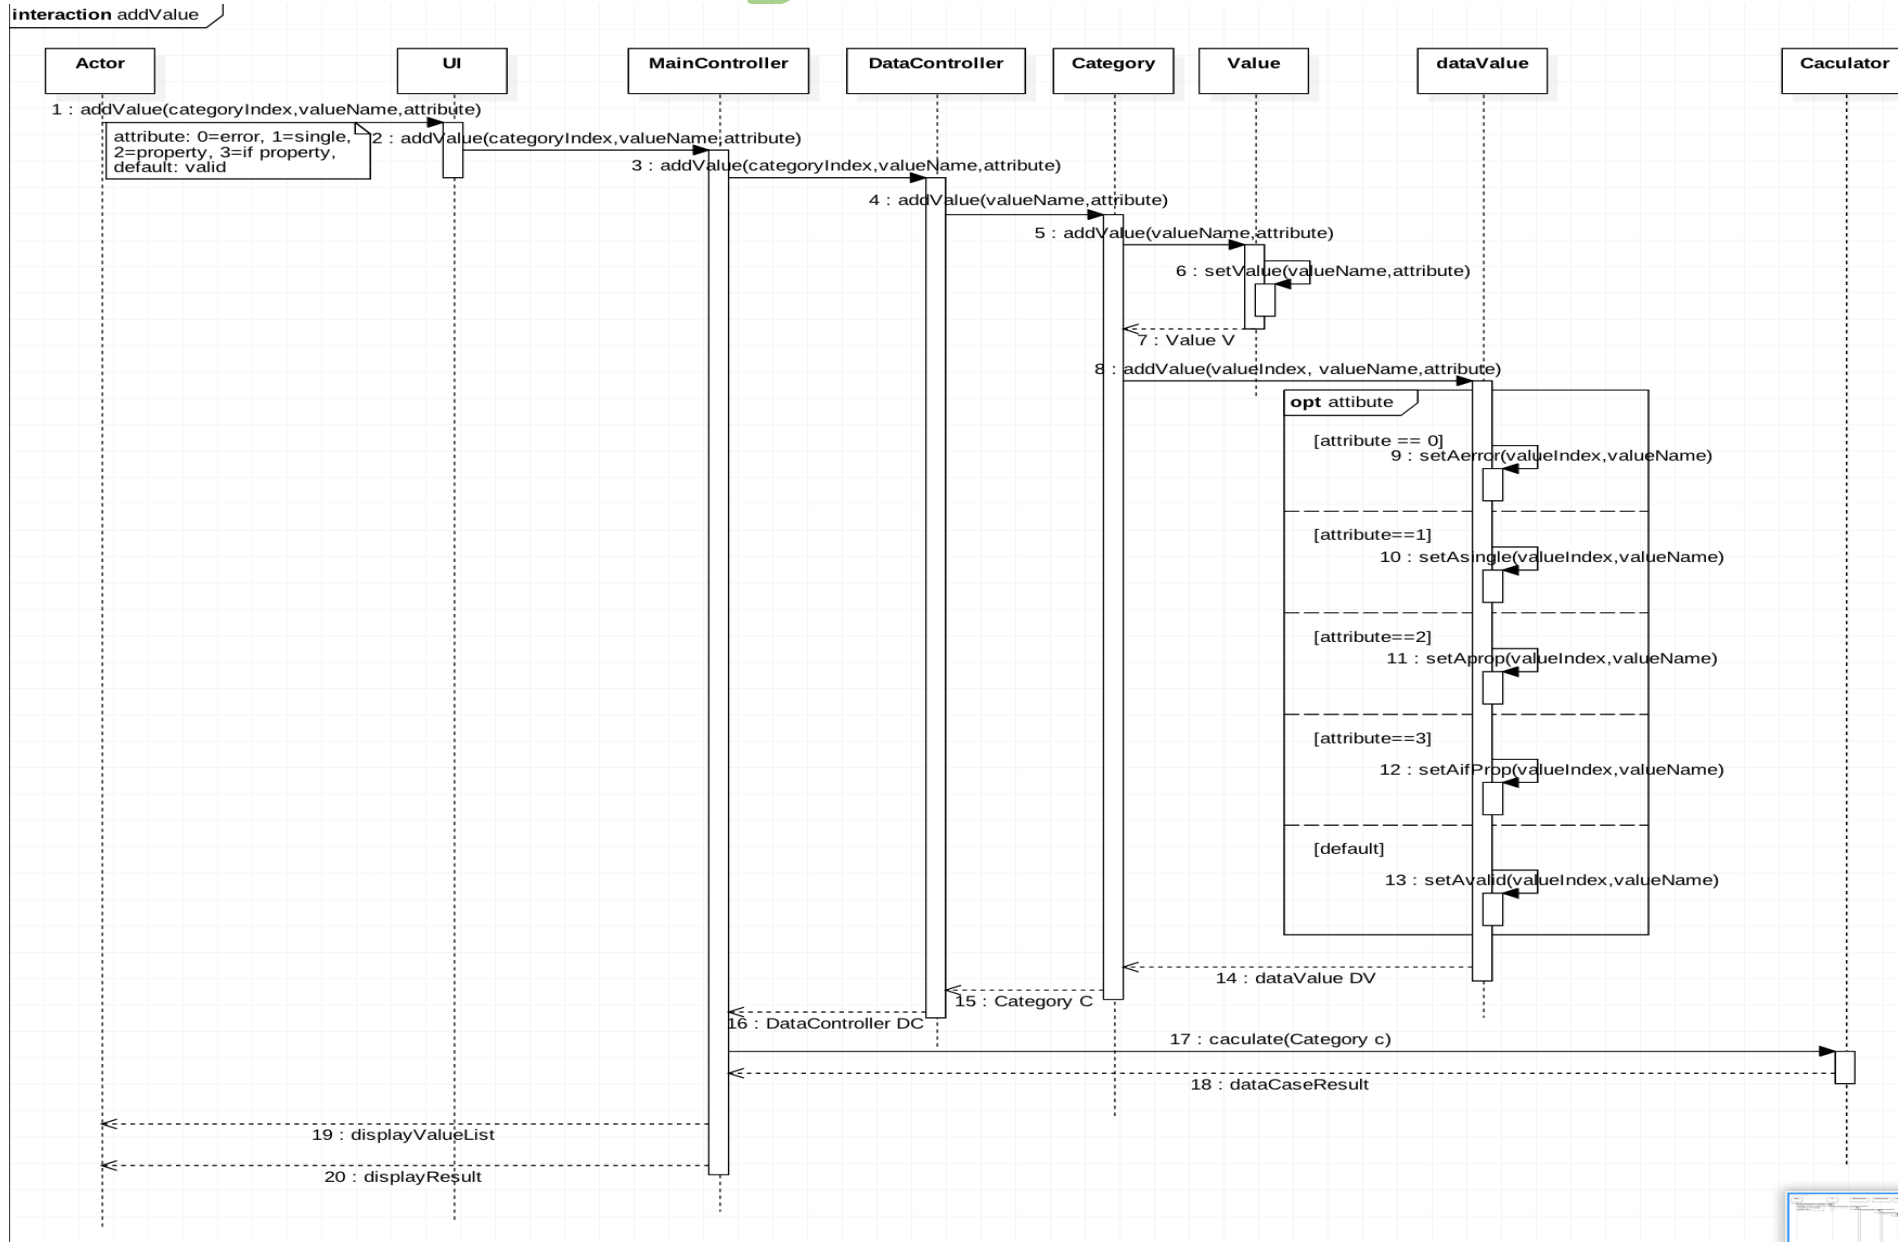 interaction addValue
Actor
UI
MainController
DataController
Category
Value
dataValue
Caculator
1 : addValue(categoryIndex,valueName,attribute)
attribute: 0=error, 1=single,
2=property, 3=if property,
default: valid
2 : addValue(categoryIndex,valueName,attribute)
3 : addValue(categoryIndex,valueName,attribute)
4 : addValue(valueName,attribute)
5 : addValue(valueName,attribute)
6 : setValue(valueName,attribute)
7 : Value V
8 : addValue(valueIndex, valueName,attribute)
opt attibute
[attribute == 0]
9 : setAerror(valueIndex,valueName)
[attribute==1]
10 : setAsingle(valueIndex,valueName)
[attribute==2]
11 : setAprop(valueIndex,valueName)
[attribute==3]
12 : setAifProp(valueIndex,valueName)
[default]
13 : setAvalid(valueIndex,valueName)
14 : dataValue DV
15 : Category C
16 : DataController DC
17 : caculate(Category c)
18 : dataCaseResult
19 : displayValueList
20 : displayResult